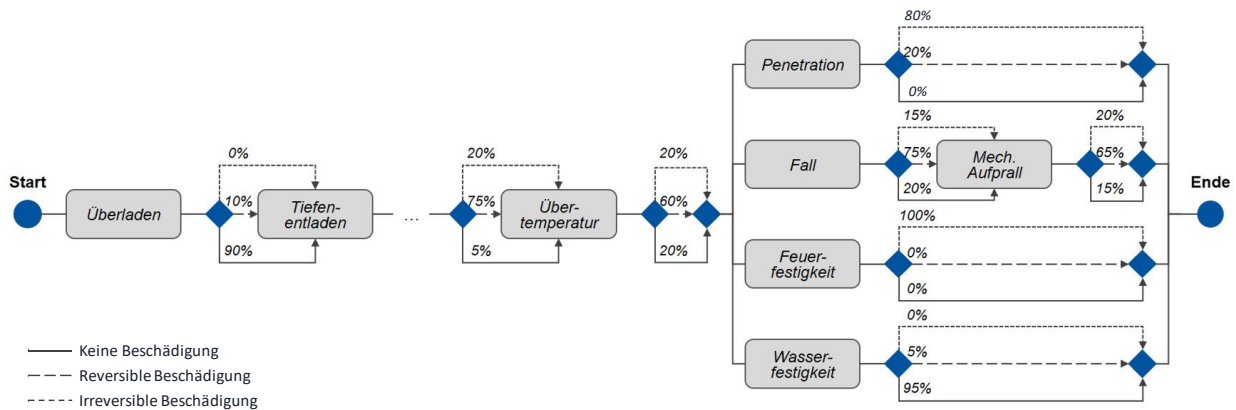 Start
Überladen
0%
10%
90%
Tiefen-
entladen
...
20%
75%
5%
Über-
temperatur
20%
60%
20%
Penetration
80%
20%
0%
Fall
15%
75%
20%
Mech.
Aufprall
20%
65%
15%
Feuer-
festigkeit
100%
0%
0%
Wasser-
festigkeit
0%
5%
95%
Ende
Keine Beschädigung
Reversible Beschädigung
Irreversible Beschädigung